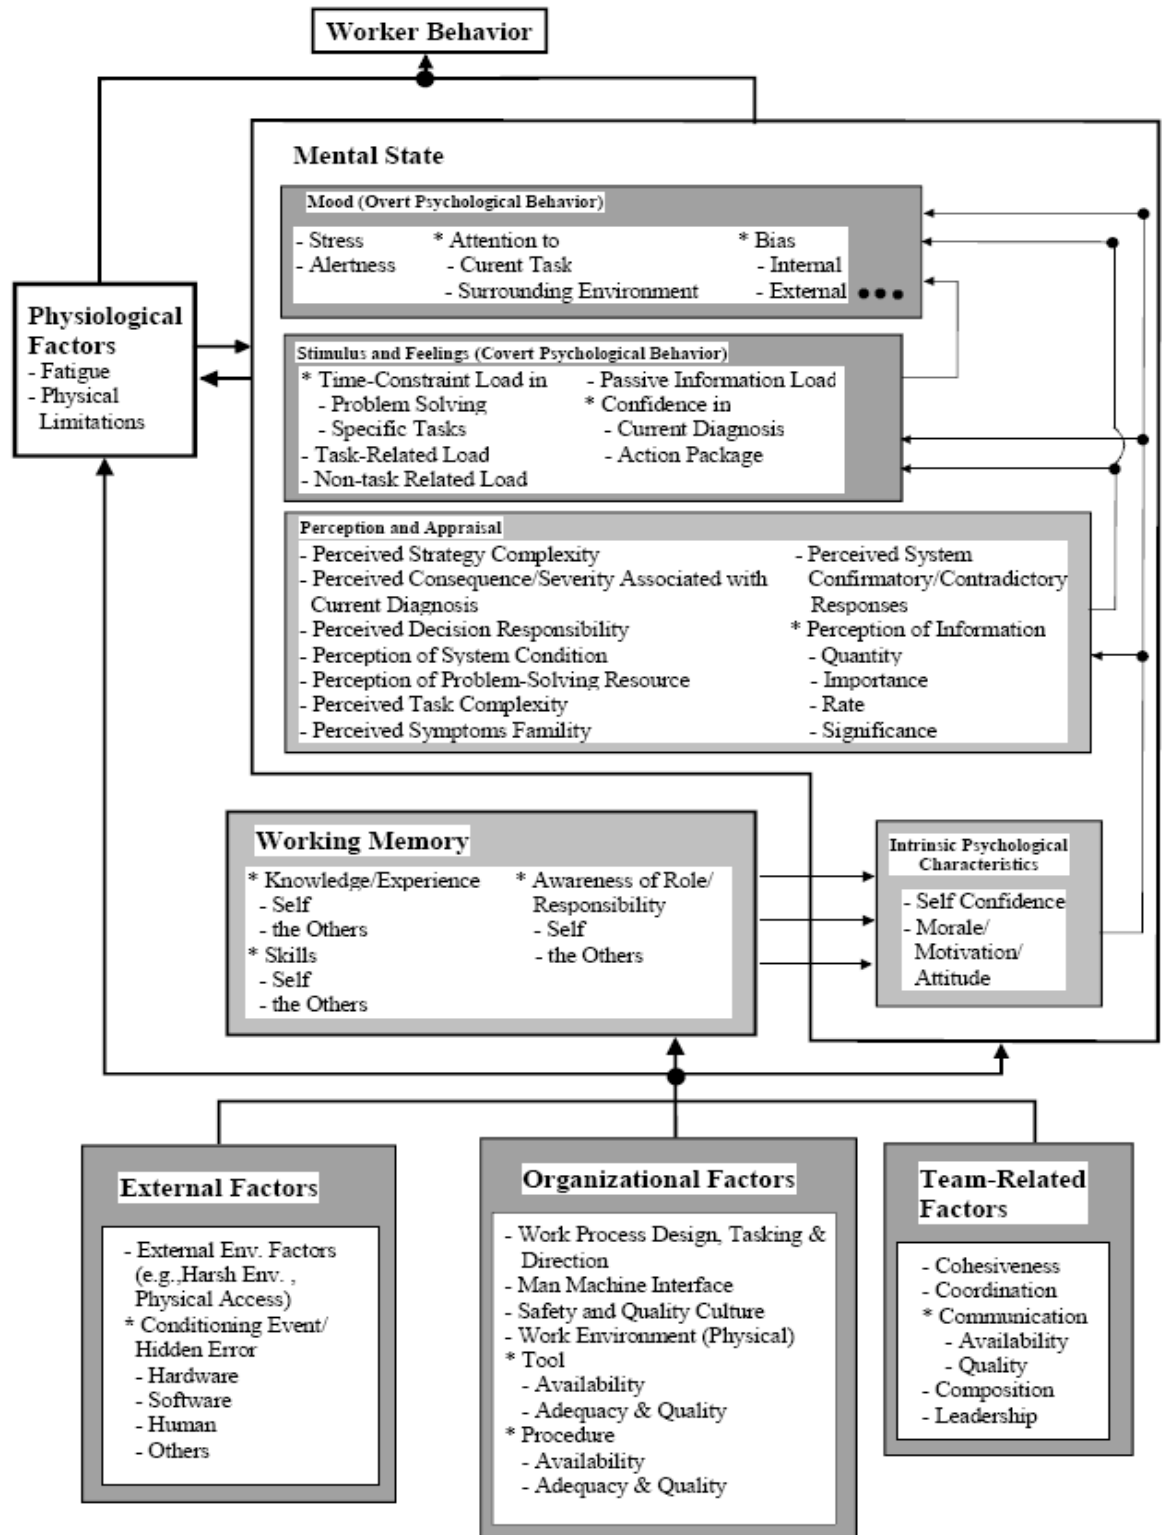 Worker Behavior
Mental State
Mood (Overt Psychological Behavior)
- Stress
- Alertness
* Attention to
- Curent Task
- Surrounding Environment
* Bias
- Internal
- External
Physiological
Factors
- Fatigue
- Physical
Limitations
Stimulus and Feelings (Covert Psychological Behavior)
* Time-Constraint Load in
- Problem Solving
- Specific Tasks
- Task-Related Load
- Non-task Related Load
- Passive Information Load
* Confidence in
- Current Diagnosis
- Action Package
Perception and Appraisal
- Perceived Strategy Complexity
- Perceived Consequence/Severity Associated with
Current Diagnosis
- Perceived Decision Responsibility
- Perception of System Condition
- Perception of Problem-Solving Resource
- Perceived Task Complexity
- Perceived Symptoms Famility
- Perceived System
Confirmatory/Contradictory
Responses
* Perception of Information
- Quantity
- Importance
- Rate
- Significance
Working Memory
* Knowledge/Experience
- Self
- the Others
* Skills
- Self
- the Others
* Awareness of Role/
Responsibility
- Self
- the Others
Intrinsic Psychological
Characteristics
- Self Confidence
- Morale/
Motivation/
Attitude
External Factors
- External Env. Factors
(e.g.,Harsh Env. ,
Physical Access)
* Conditioning Event/
Hidden Error
- Hardware
- Software
- Human
- Others
Organizational Factors
- Work Process Design, Tasking &
Direction
- Man Machine Interface
- Safety and Quality Culture
- Work Environment (Physical)
* Tool
- Availability
- Adequacy & Quality
* Procedure
- Availability
- Adequacy & Quality
Team-Related
Factors
- Cohesiveness
- Coordination
* Communication
- Availability
- Quality
- Composition
- Leadership